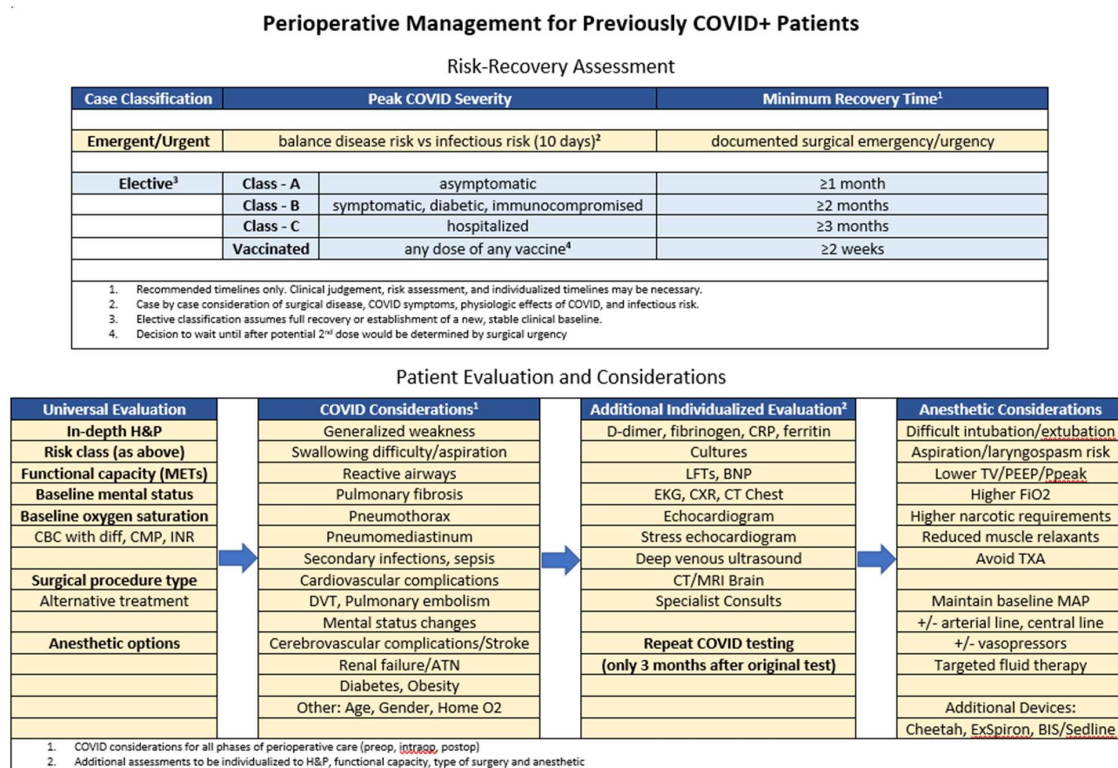 Perioperative Management for Previously COVID+ Patients
Risk-Recovery Assessment
Case Classification Peak COVID Severity Minimum Recovery Time1
Emergent/Urgent balance disease risk vs infectious risk (10 days)2 documented surgical emergency/urgency
Elective3 Class - A asymptomatic ≥1 month
Class - B symptomatic, diabetic, immunocompromised ≥2 months
Class - C hospitalized ≥3 months
Vaccinated any dose of any vaccine4 ≥2 weeks
1. Recommended timelines only. Clinical judgement, risk assessment, and individualized timelines may be necessary.
2. Case by case consideration of surgical disease, COVID symptoms, physiologic effects of COVID, and infectious risk.
3. Elective classification assumes full recovery or establishment of a new, stable clinical baseline.
4. Decision to wait until after potential 2nd dose would be determined by surgical urgency
Patient Evaluation and Considerations
Universal Evaluation
In-depth H&P
Risk class (as above)
Functional capacity (METs)
Baseline mental status
Baseline oxygen saturation
CBC with diff, CMP, INR
Surgical procedure type
Alternative treatment
Anesthetic options
COVID Considerations1
Generalized weakness
Swallowing difficulty/aspiration
Reactive airways
Pulmonary fibrosis
Pneumothorax
Pneumomediastinum
Secondary infections, sepsis
Cardiovascular complications
DVT, Pulmonary embolism
Mental status changes
Cerebrovascular complications/Stroke
Renal failure/ATN
Diabetes, Obesity
Other: Age, Gender, Home O2
Additional Individualized Evaluation2
D-dimer, fibrinogen, CRP, ferritin
Cultures
LFTs, BNP
EKG, CXR, CT Chest
Echocardiogram
Stress echocardiogram
Deep venous ultrasound
CT/MRI Brain
Specialist Consults
Repeat COVID testing
(only 3 months after original test)
Anesthetic Considerations
Difficult intubation/extubation
Aspiration/laryngospasm risk
Lower TV/PEEP/Ppeak
Higher FiO2
Higher narcotic requirements
Reduced muscle relaxants
Avoid TXA
Maintain baseline MAP
+/- arterial line, central line
+/- vasopressors
Targeted fluid therapy
Additional Devices:
Cheetah, ExSpiron, BIS/Sedline
1. COVID considerations for all phases of perioperative care (preop, intraop, postop)
2. Additional assessments to be individualized to H&P, functional capacity, type of surgery and anesthetic